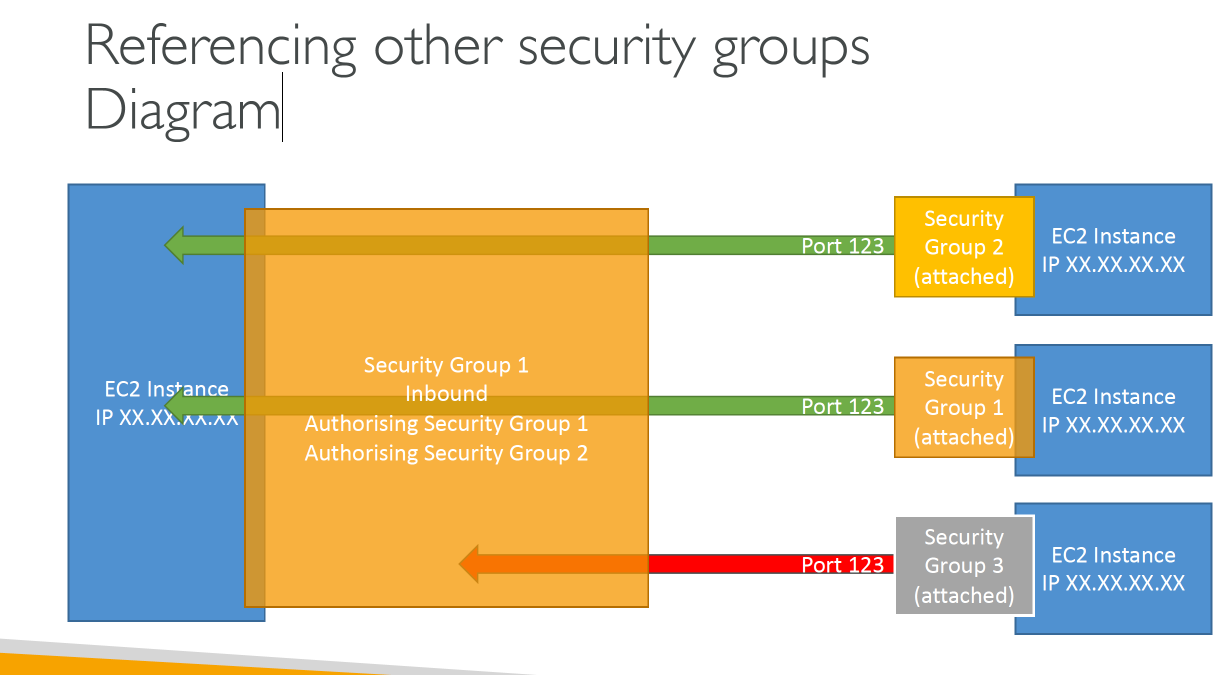 Referencing other security groups
Diagram
EC2 Instance
IP XX.XX.XX.XX
Security Group 1
Inbound
Authorising Security Group 1
Authorising Security Group 2
Port 123
Security
Group 2
(attached)
EC2 Instance
IP XX.XX.XX.XX
Port 123
Security
Group 1
(attached)
EC2 Instance
IP XX.XX.XX.XX
Port 123
Security
Group 3
(attached)
EC2 Instance
IP XX.XX.XX.XX